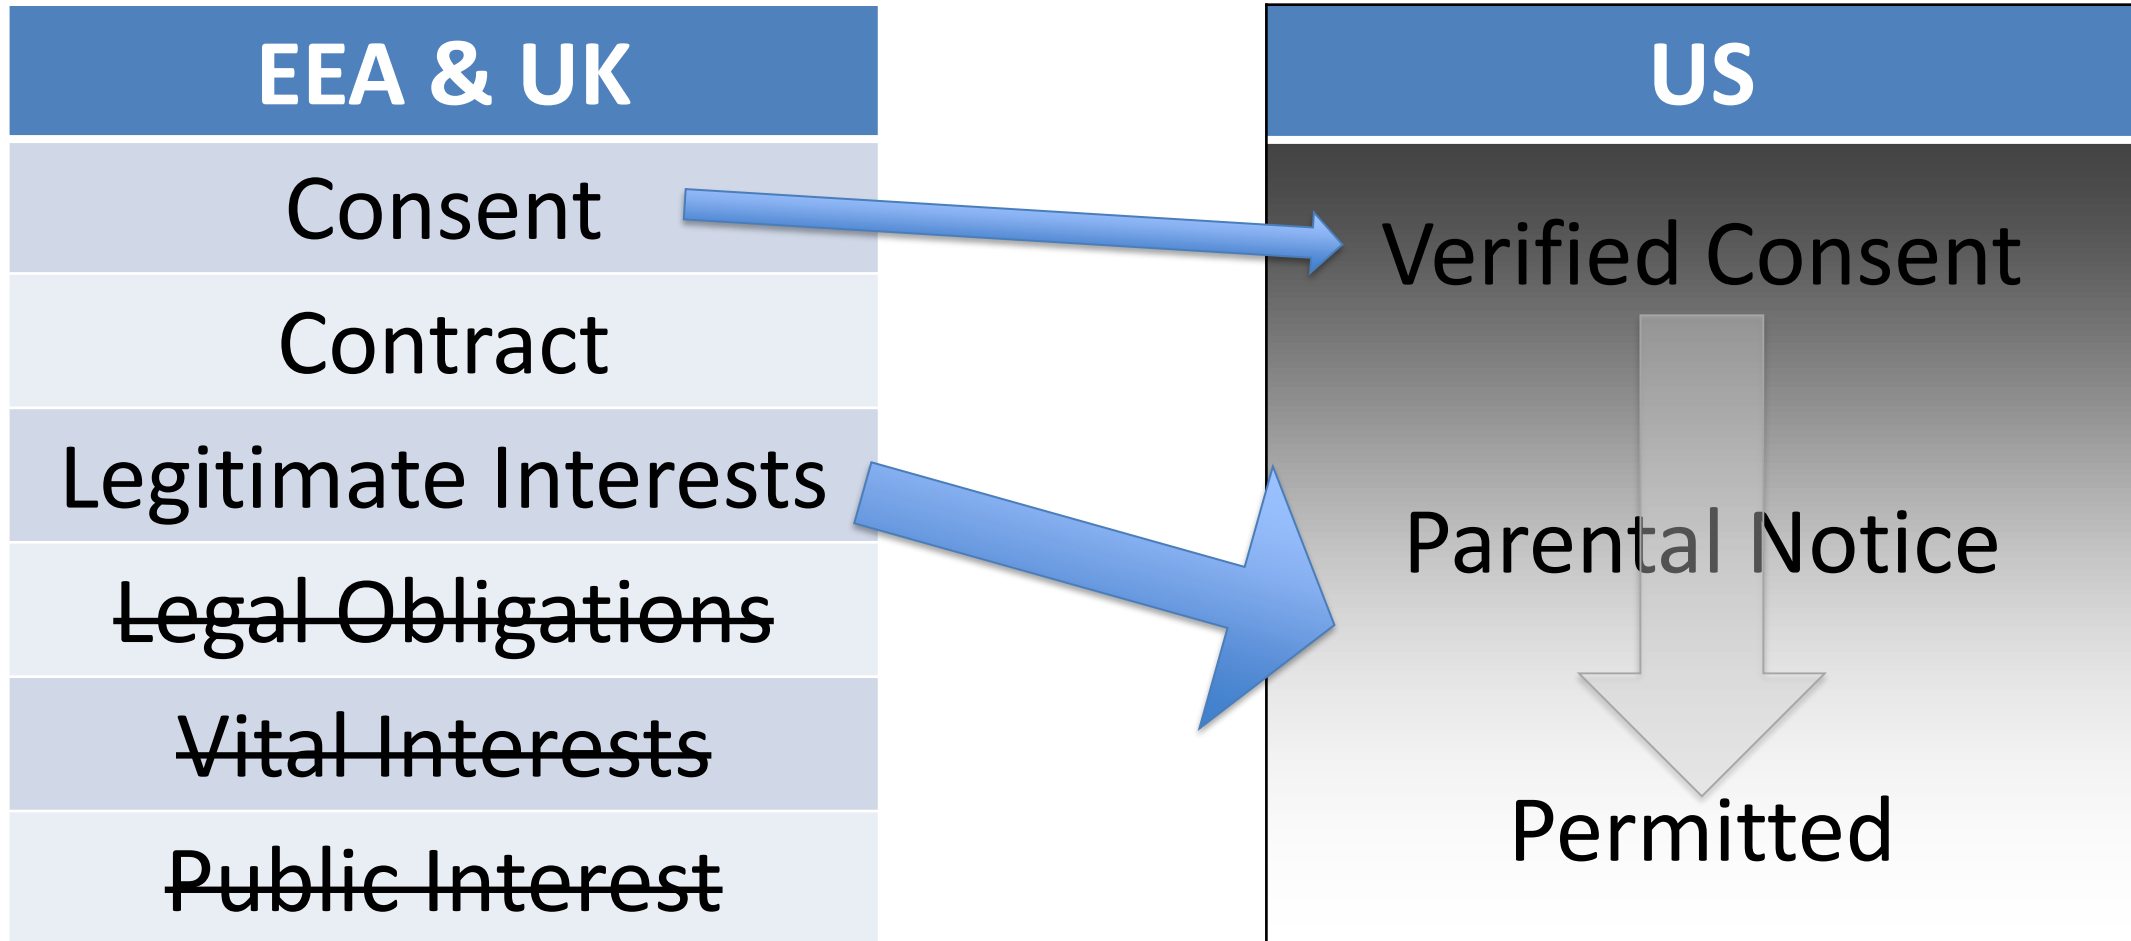 EEA & UK
Consent
Contract
Legitimate Interests
Legal Obligations
Vital Interests
Public Interest
US
Verified Consent
Parental Notice
Permitted